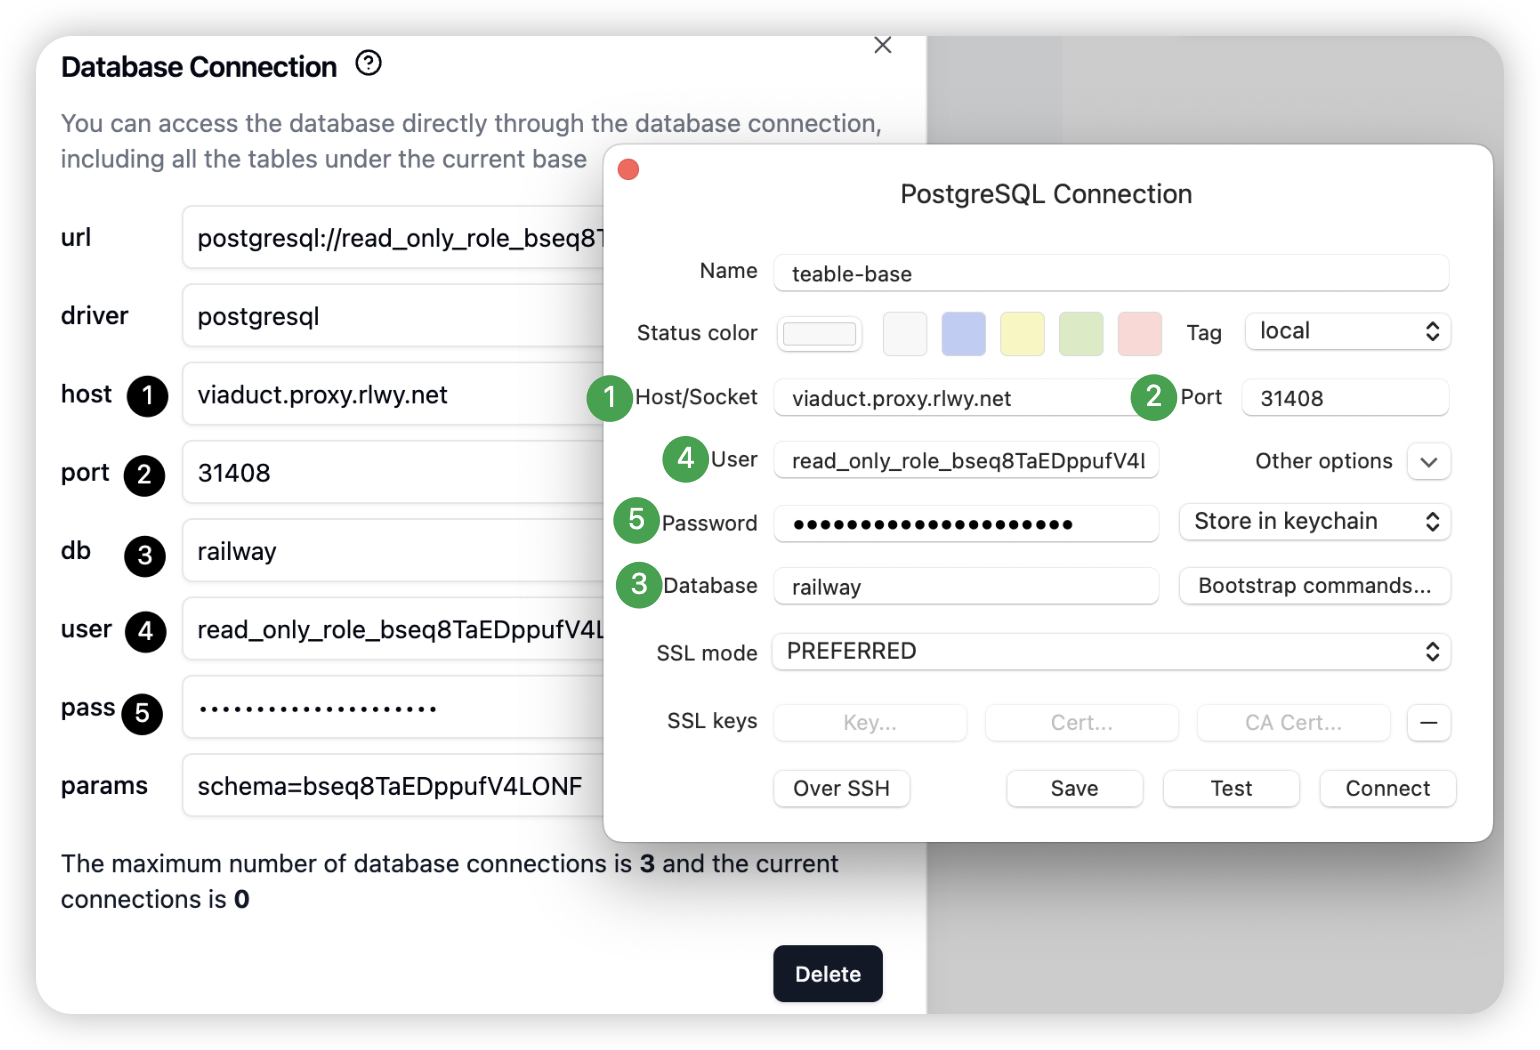 Database Connection ?
You can access the database directly through the database connection,
including all the tables under the current base
url postgresql://read_only_role_bseq8T
driver postgresql
host 1 viaduct.proxy.rlwy.net
port 2 31408
db 3 railway
user 4 read_only_role_bseq8TaEDppufV4L
pass 5 •••••••••••••••••••••
params schema=bseq8TaEDppufV4LONF
The maximum number of database connections is 3 and the current
connections is 0
Delete
PostgreSQL Connection
Name teable-base
Status color Tag local
1 Host/Socket viaduct.proxy.rlwy.net 2 Port 31408
4 User read_only_role_bseq8TaEDppufV4L Other options
5 Password ••••••••••••••••••••• Store in keychain
3 Database railway Bootstrap commands...
SSL mode PREFERRED
SSL keys Key... Cert... CA Cert... —
Over SSH Save Test Connect